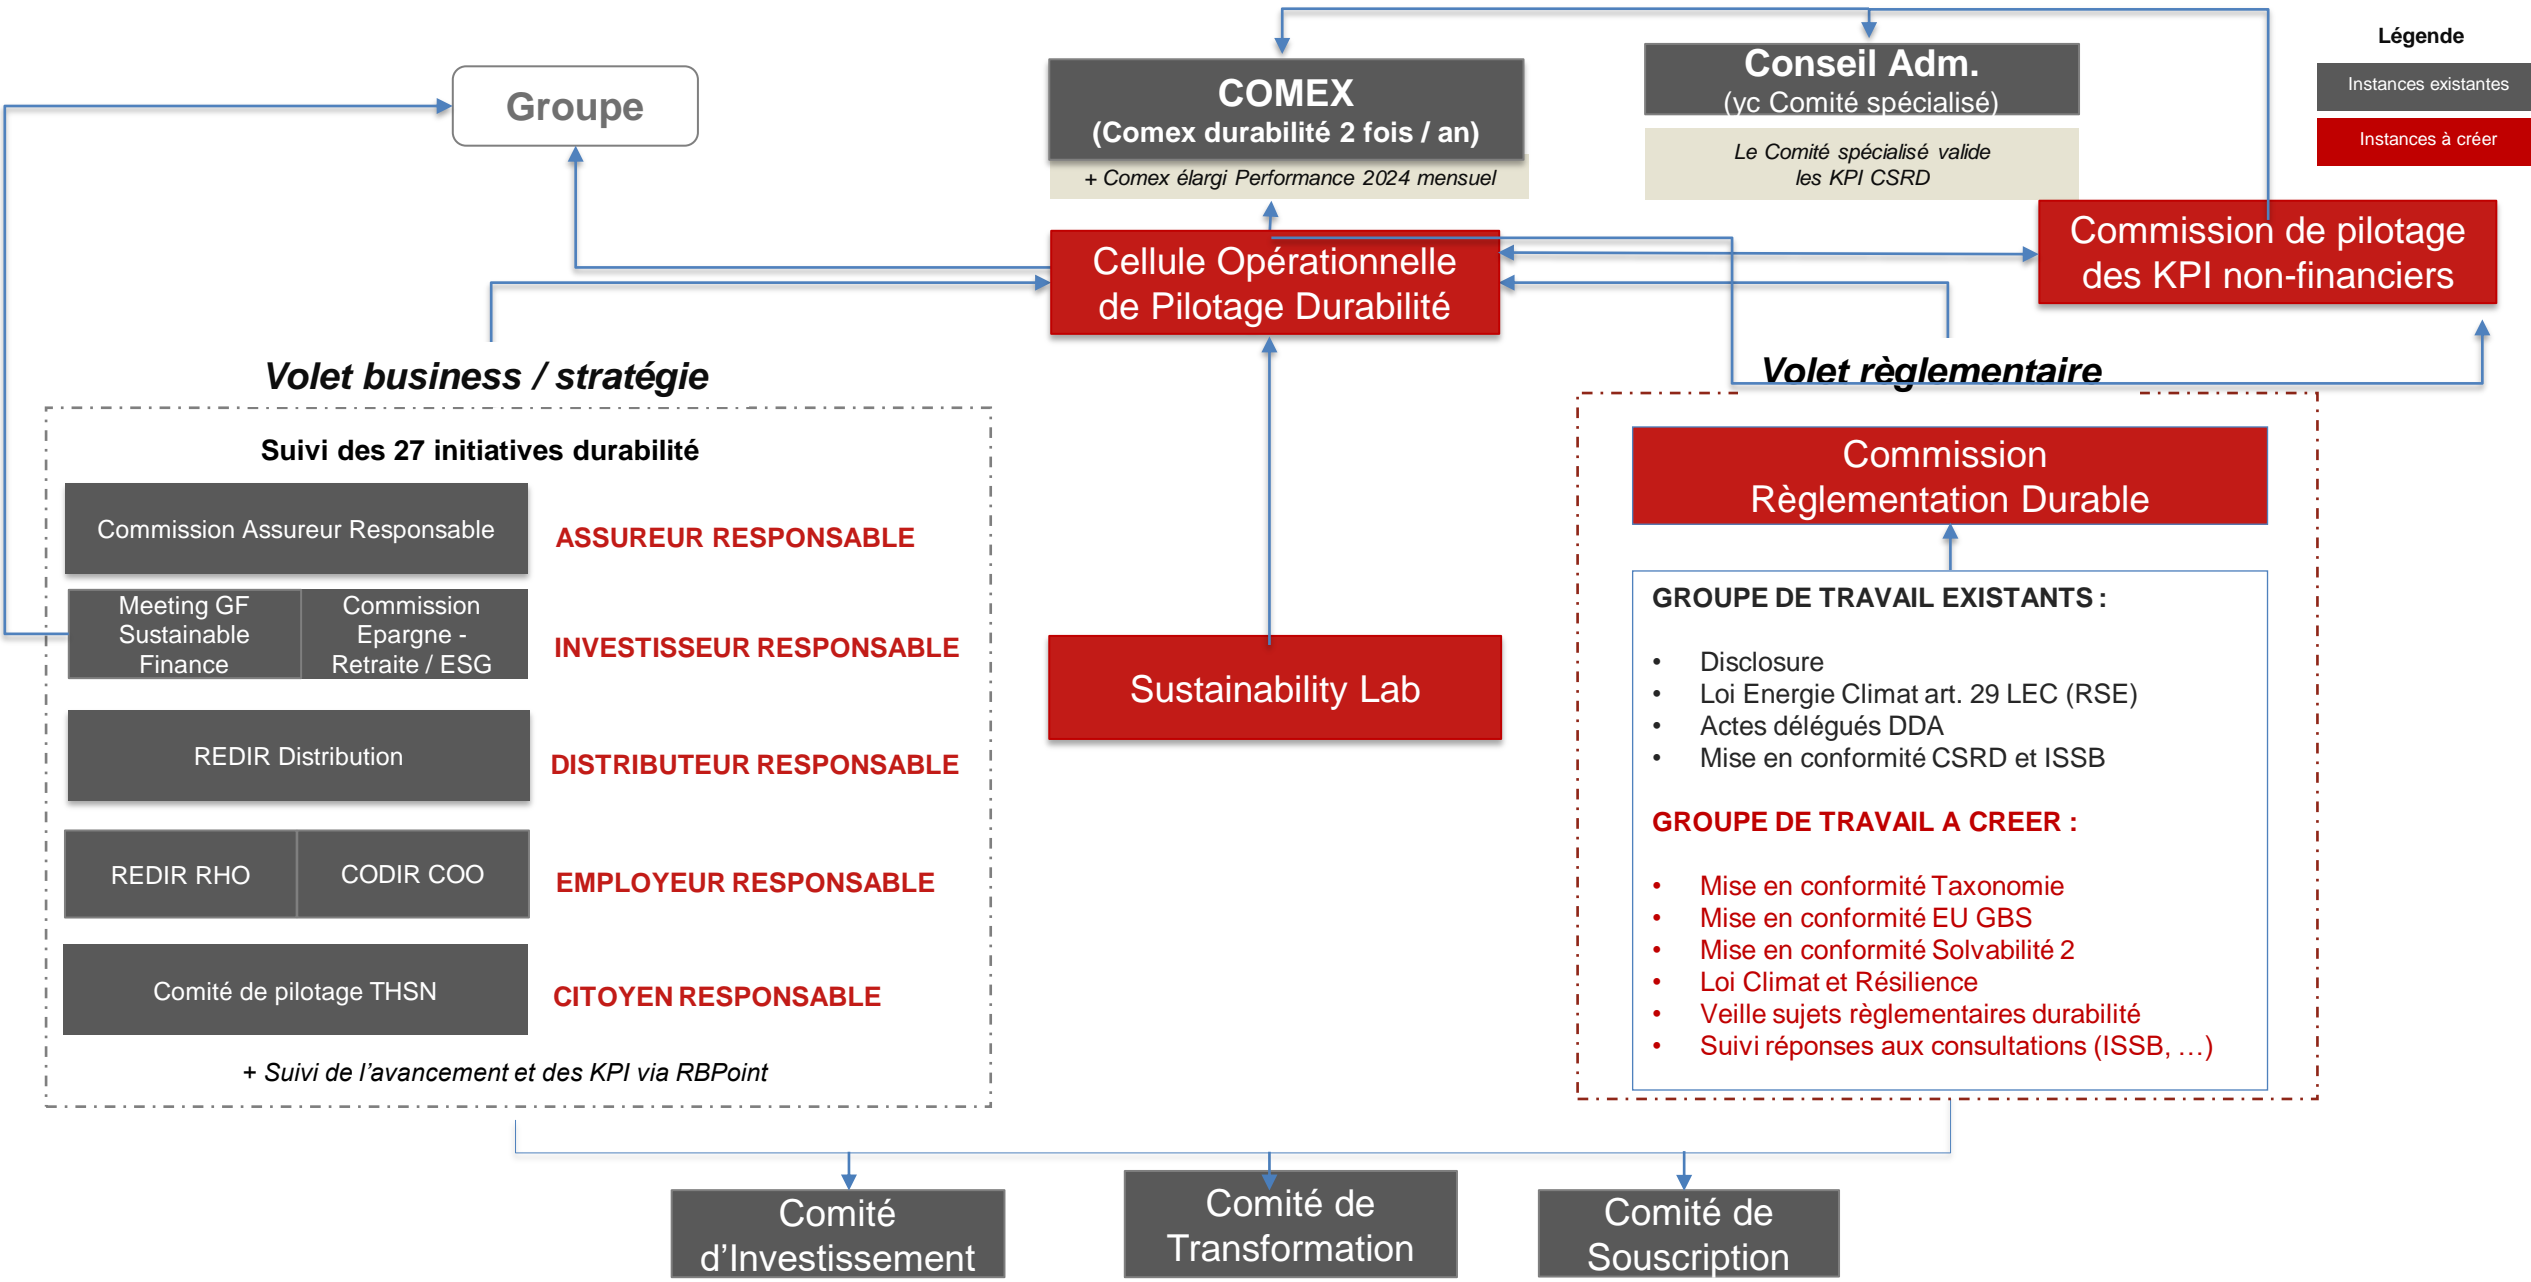 Légende
Instances existantes
Instances à créer
Groupe
COMEX
(Comex durabilité 2 fois / an)
+ Comex élargi Performance 2024 mensuel
Conseil Adm.
(yc Comité spécialisé)
Le Comité spécialisé valide
les KPI CSRD
Cellule Opérationnelle
de Pilotage Durabilité
Commission de pilotage
des KPI non-financiers
Volet business / stratégie
Suivi des 27 initiatives durabilité
Commission Assureur Responsable
ASSUREUR RESPONSABLE
Meeting GF
Sustainable
Finance
Commission
Epargne -
Retraite / ESG
INVESTISSEUR RESPONSABLE
REDIR Distribution
DISTRIBUTEUR RESPONSABLE
REDIR RHO
CODIR COO
EMPLOYEUR RESPONSABLE
Comité de pilotage THSN
CITOYEN RESPONSABLE
+ Suivi de l'avancement et des KPI via RBPoint
Sustainability Lab
Volet règlementaire
Commission
Règlementation Durable
GROUPE DE TRAVAIL EXISTANTS :
• Disclosure
• Loi Energie Climat art. 29 LEC (RSE)
• Actes délégués DDA
• Mise en conformité CSRD et ISSB
GROUPE DE TRAVAIL A CREER :
• Mise en conformité Taxonomie
• Mise en conformité EU GBS
• Mise en conformité Solvabilité 2
• Loi Climat et Résilience
• Veille sujets règlementaires durabilité
• Suivi réponses aux consultations (ISSB, …)
Comité
d'Investissement
Comité de
Transformation
Comité de
Souscription